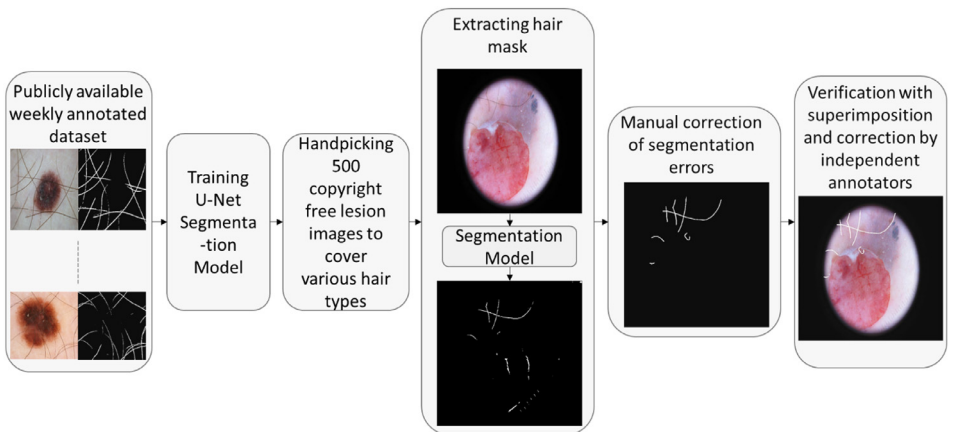 Publicly available
weekly annotated
dataset
Training
U-Net
Segmenta
-tion
Model
Handpicking
500
copyright
free lesion
images to
cover
various hair
types
Extracting hair
mask
Segmentation
Model
Manual correction
of segmentation
errors
Verification with
superimposition
and correction by
independent
annotators